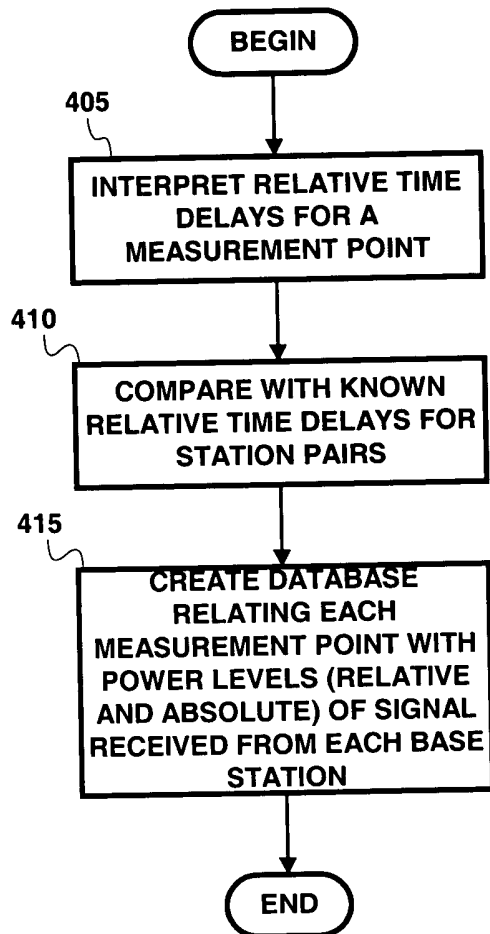 BEGIN
405
INTERPRET RELATIVE TIME
DELAYS FOR A
MEASUREMENT POINT
410
COMPARE WITH KNOWN
RELATIVE TIME DELAYS FOR
STATION PAIRS
415
CREATE DATABASE
RELATING EACH
MEASUREMENT POINT WITH
POWER LEVELS (RELATIVE
AND ABSOLUTE) OF SIGNAL
RECEIVED FROM EACH BASE
STATION
END